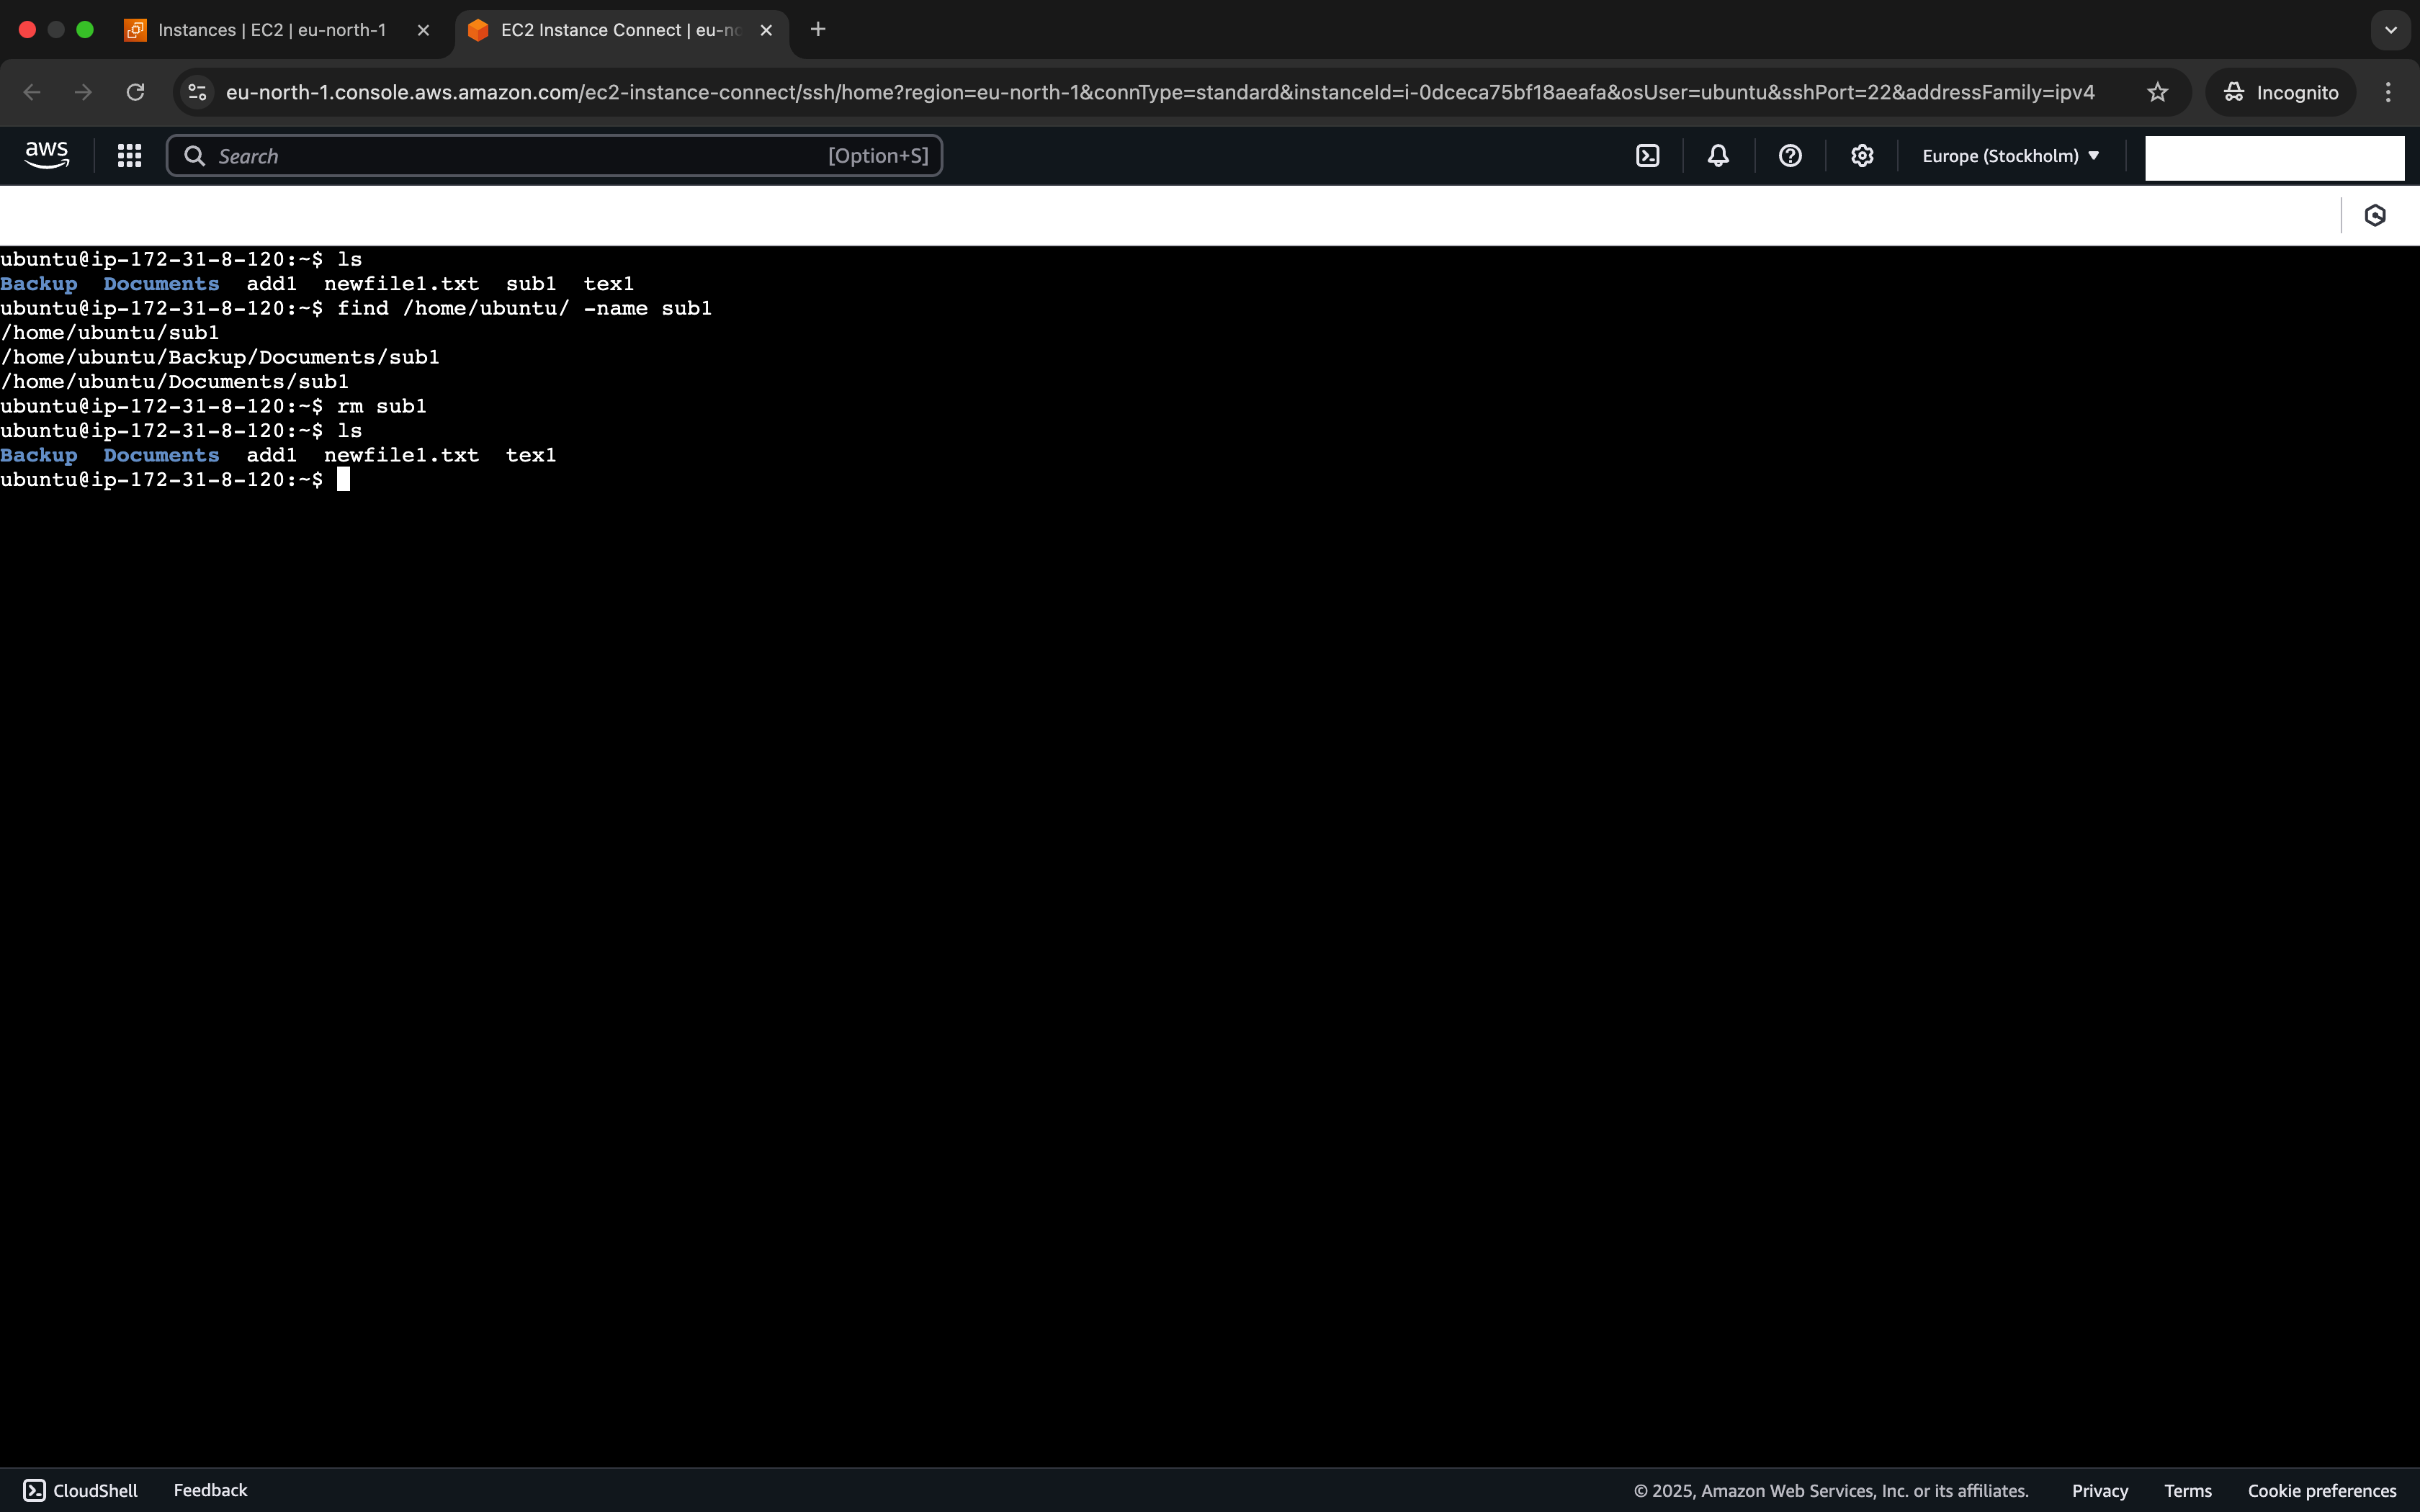 Instances | EC2 | eu-north-1
EC2 Instance Connect | eu-no
eu-north-1.console.aws.amazon.com/ec2-instance-connect/ssh/home?region=eu-north-1&connType=standard&instanceId=i-0dceca75bf18aeafa&osUser=ubuntu&sshPort=22&addressFamily=ipv4
Incognito
aws
Search
[Option+S]
Europe (Stockholm)
ubuntu@ip-172-31-8-120:~$ ls
Backup  Documents  add1  newfile1.txt  sub1  tex1
ubuntu@ip-172-31-8-120:~$ find /home/ubuntu/ -name sub1
/home/ubuntu/sub1
/home/ubuntu/Backup/Documents/sub1
/home/ubuntu/Documents/sub1
ubuntu@ip-172-31-8-120:~$ rm sub1
ubuntu@ip-172-31-8-120:~$ ls
Backup  Documents  add1  newfile1.txt  tex1
ubuntu@ip-172-31-8-120:~$
CloudShell
Feedback
© 2025, Amazon Web Services, Inc. or its affiliates.
Privacy
Terms
Cookie preferences